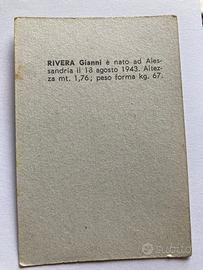 RIVERA Gianni è nato ad Ales-
sandria il 18 agosto 1943. Altez-
za mt. 1,76; peso forma kg. 67.
subito